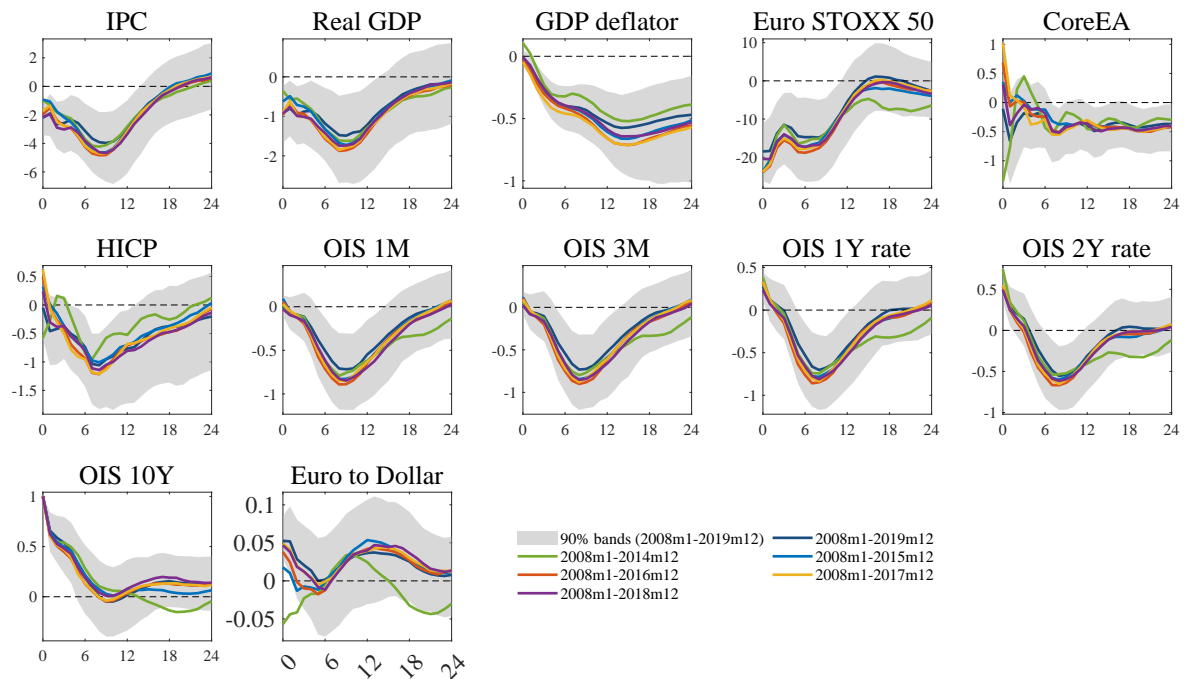 IPC Real GDP GDP deflator Euro STOXX 50 CoreEA
2
0
-2
-4
-6
0 6 12 18 24
0
-1
-2
0 6 12 18 24
0
-0.5
-1
0 6 12 18 24
10
0
-10
-20
0 6 12 18 24
1
0.5
0
-0.5
-1
0 6 12 18 24
HICP OIS 1M OIS 3M OIS 1Y rate OIS 2Y rate
0.5
0
-0.5
-1
-1.5
0 6 12 18 24
0
-0.5
-1
0 6 12 18 24
0
-0.5
-1
0 6 12 18 24
0.5
0
-0.5
-1
0 6 12 18 24
0.5
0
-0.5
-1
0 6 12 18 24
OIS 10Y Euro to Dollar
1
0.5
0
0 6 12 18 24
0.1
0.05
0
-0.05
0 6 12 18 24
90% bands (2008m1-2019m12) 2008m1-2019m12
2008m1-2014m12 2008m1-2015m12
2008m1-2016m12 2008m1-2017m12
2008m1-2018m12